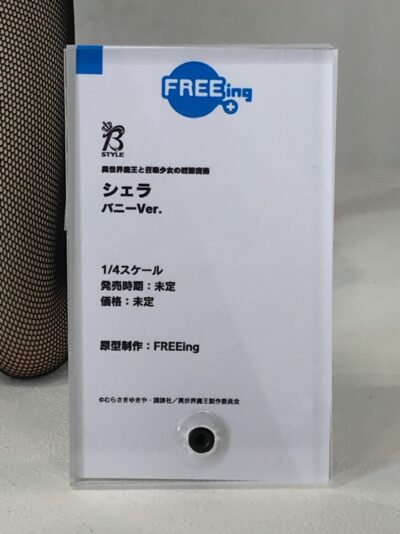 FREEing
B
STYLE
異世界魔王と召喚少女の奴隷魔術
シェラ
バニーVer.
1/4スケール
発売時期：未定
価格：未定
原型制作：FREEing
©むらさきゆきや・講談社／異世界魔王製作委員会